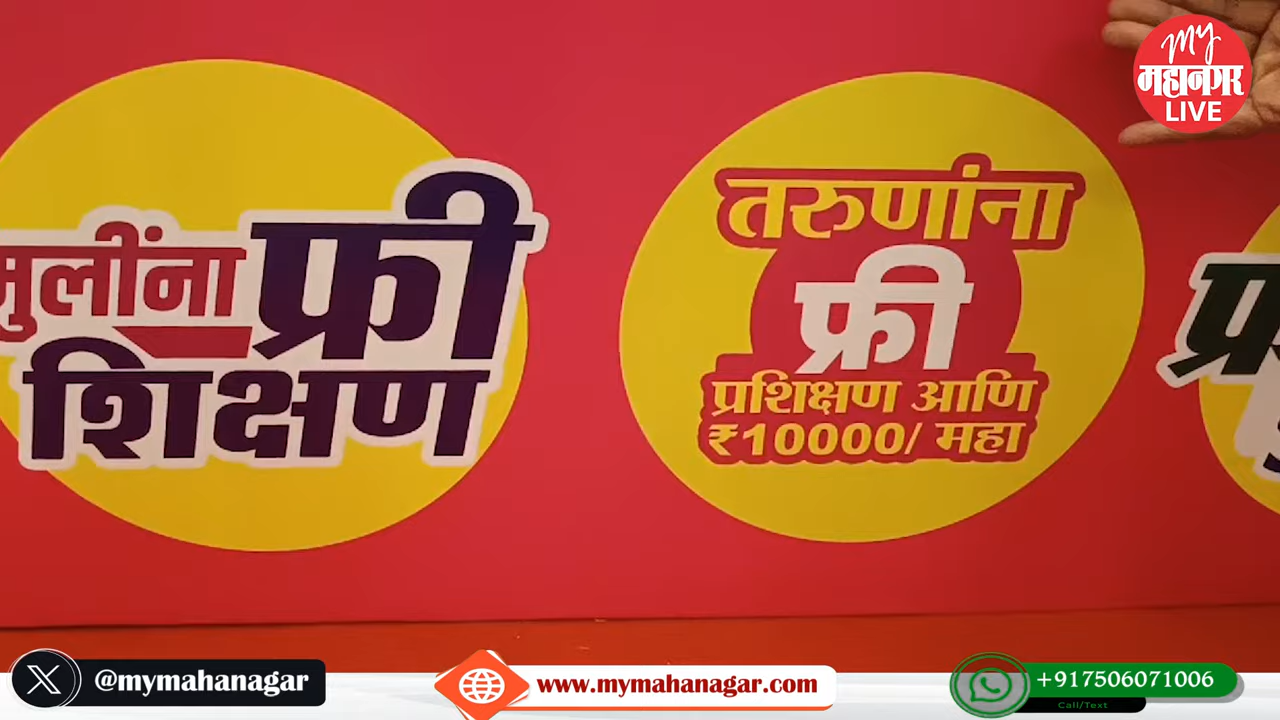 मुलींना फ्री
शिक्षण
तरुणांना
फ्री
प्रशिक्षण आणि
₹10000/ महा
my
महानगर
LIVE
@mymahanagar
www.mymahanagar.com
+917506071006
Call/Text